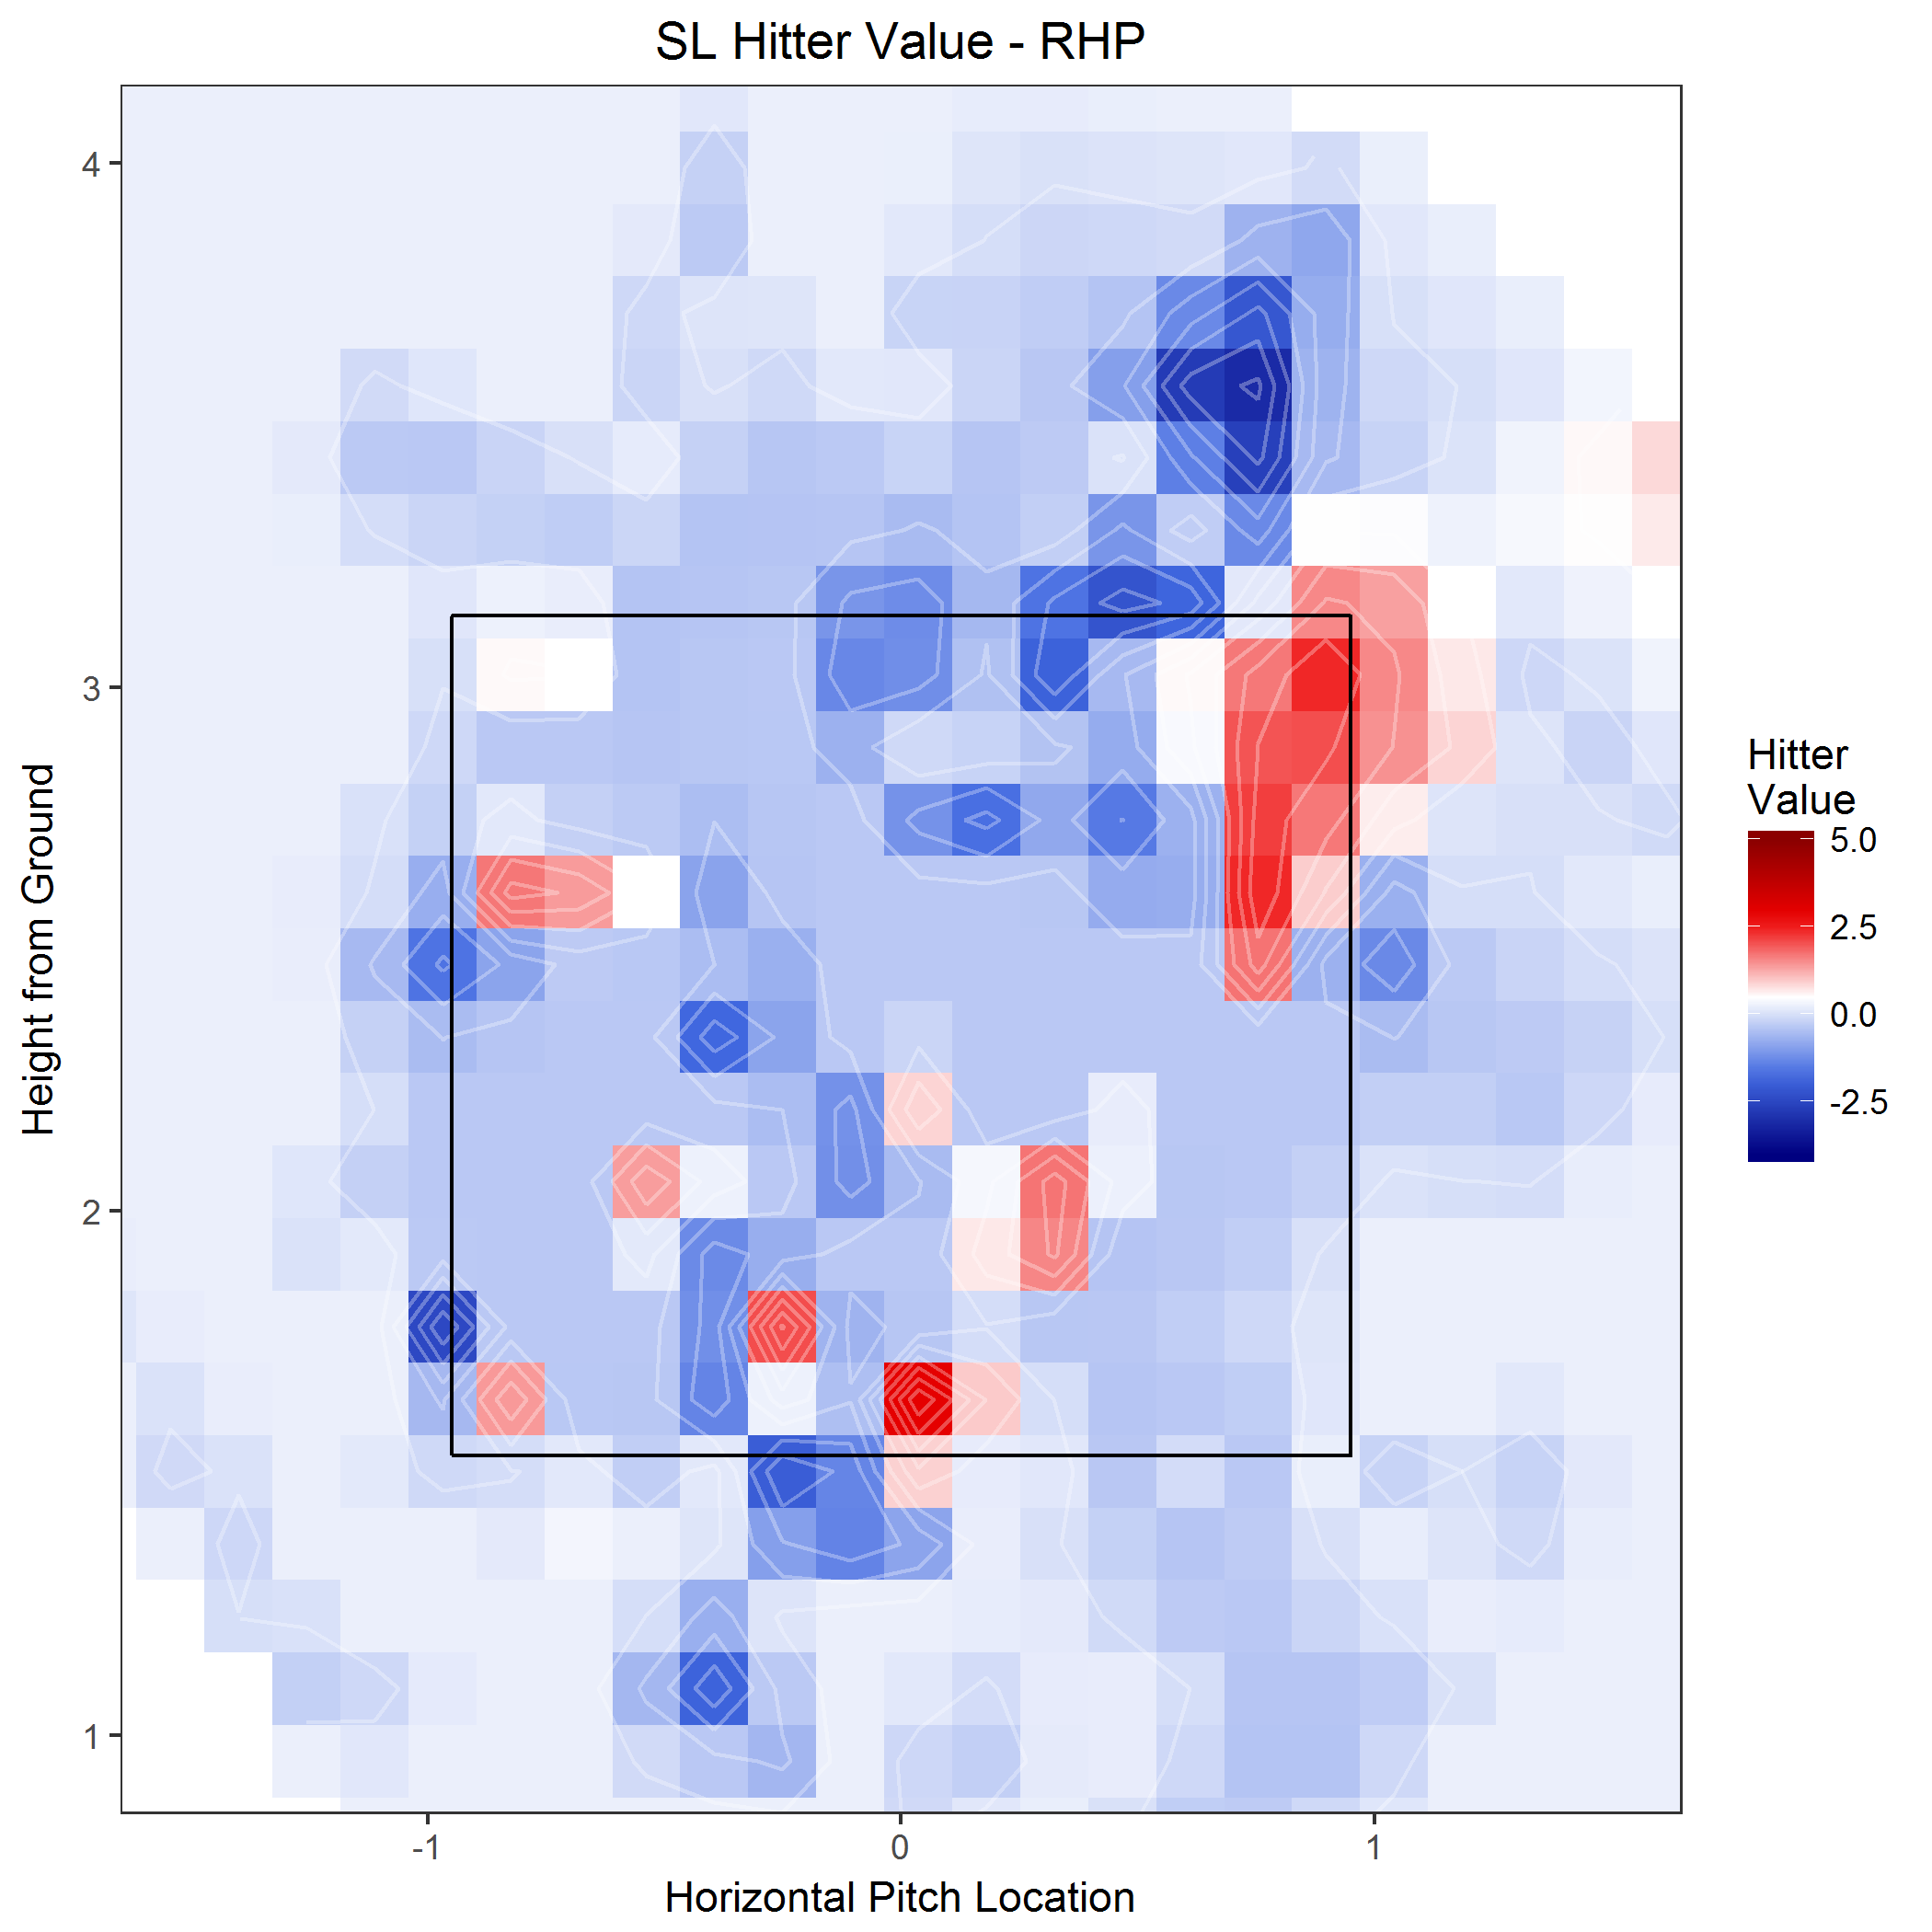 SL Hitter Value - RHP
4
3
2
1
Height from Ground
-1
0
1
Horizontal Pitch Location
Hitter
Value
5.0
2.5
0.0
-2.5